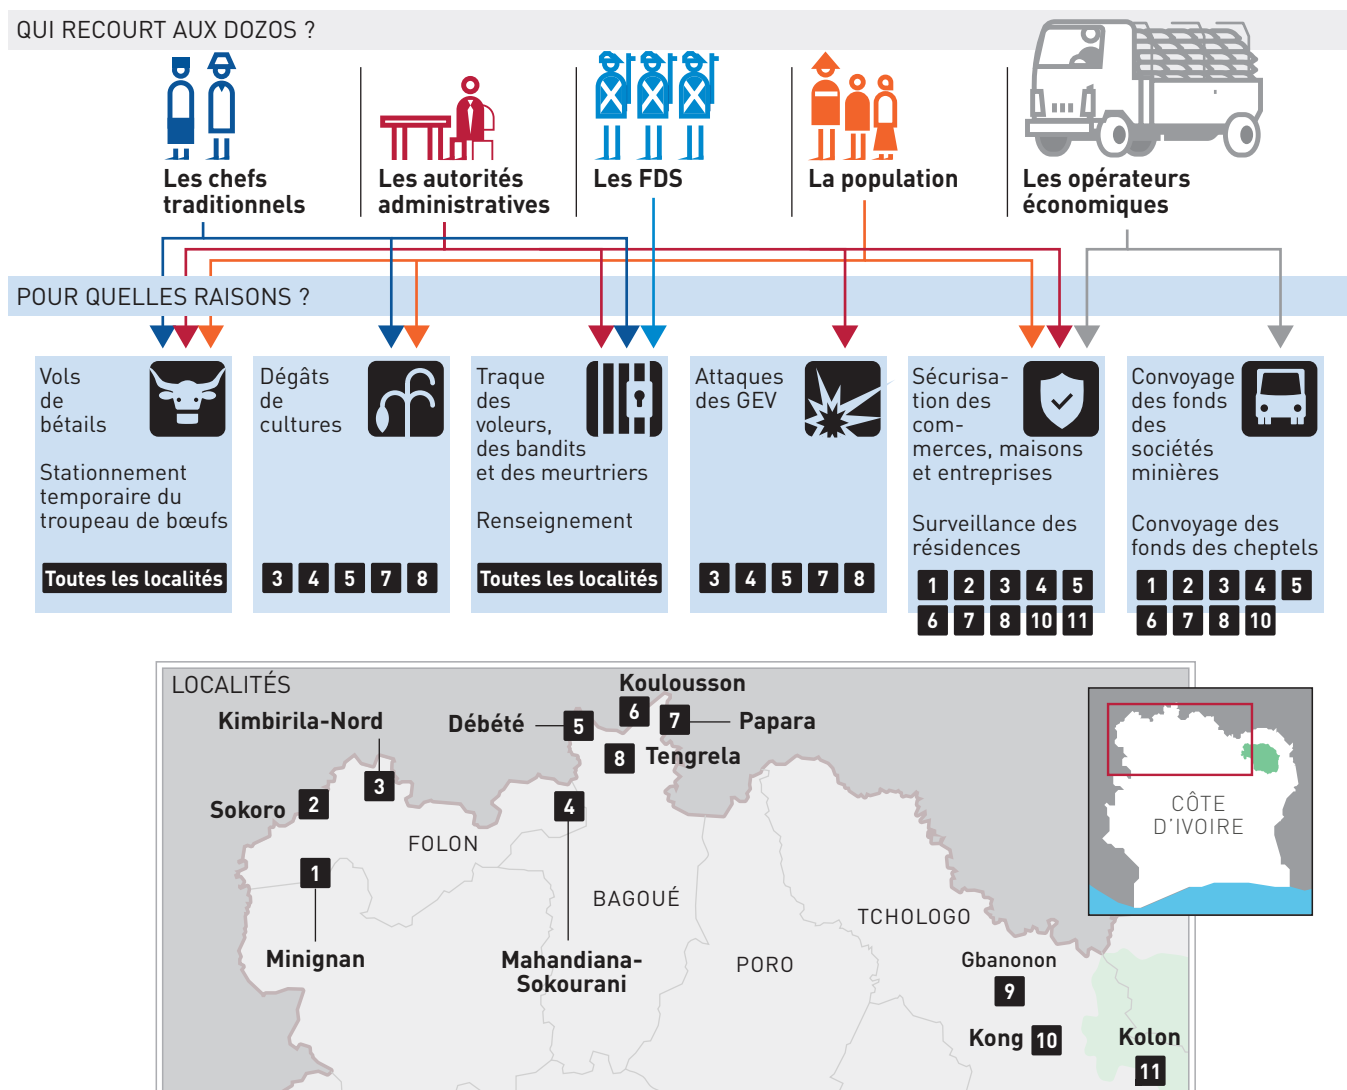 QUI RECOURT AUX DOZOS ?
Les chefs
traditionnels
Les autorités
administratives
Les FDS
La population
Les opérateurs
économiques
POUR QUELLES RAISONS ?
Vols
de
bétails
Stationnement
temporaire du
troupeau de bœufs
Toutes les localités
Dégâts
de
cultures
3 4 5 7 8
Traque
des
voleurs,
des bandits
et des meurtriers
Renseignement
Toutes les localités
Attaques
des GEV
3 4 5 7 8
Sécurisa-
tion des
com-
merces, maisons
et entreprises
Surveillance des
résidences
1 2 3 4 5
6 7 8 10 11
Convoyage
des fonds
des
sociétés
minières
Convoyage des
fonds des cheptels
1 2 3 4 5
6 7 8 10
LOCALITÉS
Koulousson
6
Kimbirila-Nord
3
Débété
5
7
Papara
8
Tengrela
Sokoro
2
4
FOLON
1
BAGOUÉ
TCHOLOGO
Minignan
Mahandiana-
Sokourani
PORO
Gbanonon
9
Kong
10
Kolon
11
CÔTE
D'IVOIRE